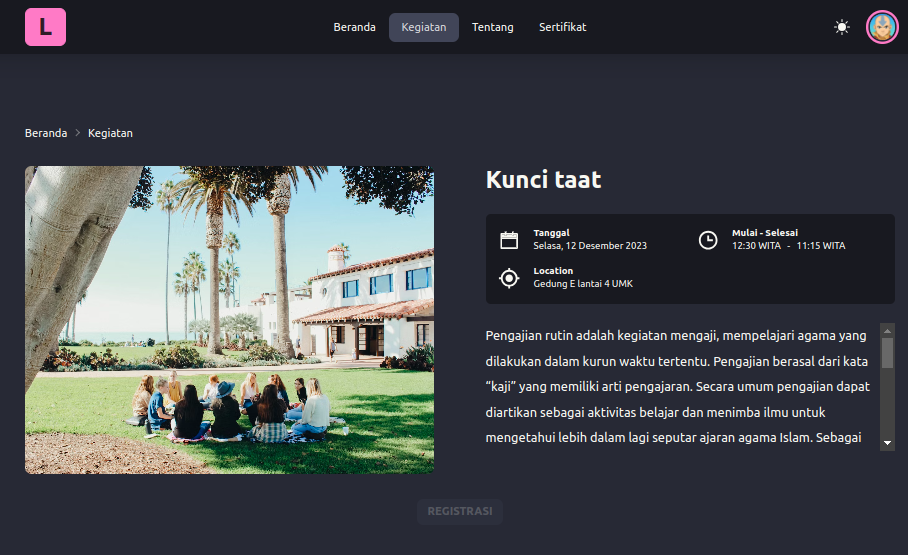 L
Beranda
Kegiatan
Tentang
Sertifikat
Beranda > Kegiatan
Kunci taat
Tanggal
Selasa, 12 Desember 2023
Mulai - Selesai
12:30 WITA - 11:15 WITA
Location
Gedung E lantai 4 UMK
Pengajian rutin adalah kegiatan mengaji, mempelajari agama yang
dilakukan dalam kurun waktu tertentu. Pengajian berasal dari kata
“kaji” yang memiliki arti pengajaran. Secara umum pengajian dapat
diartikan sebagai aktivitas belajar dan menimba ilmu untuk
mengetahui lebih dalam lagi seputar ajaran agama Islam. Sebagai
REGISTRASI